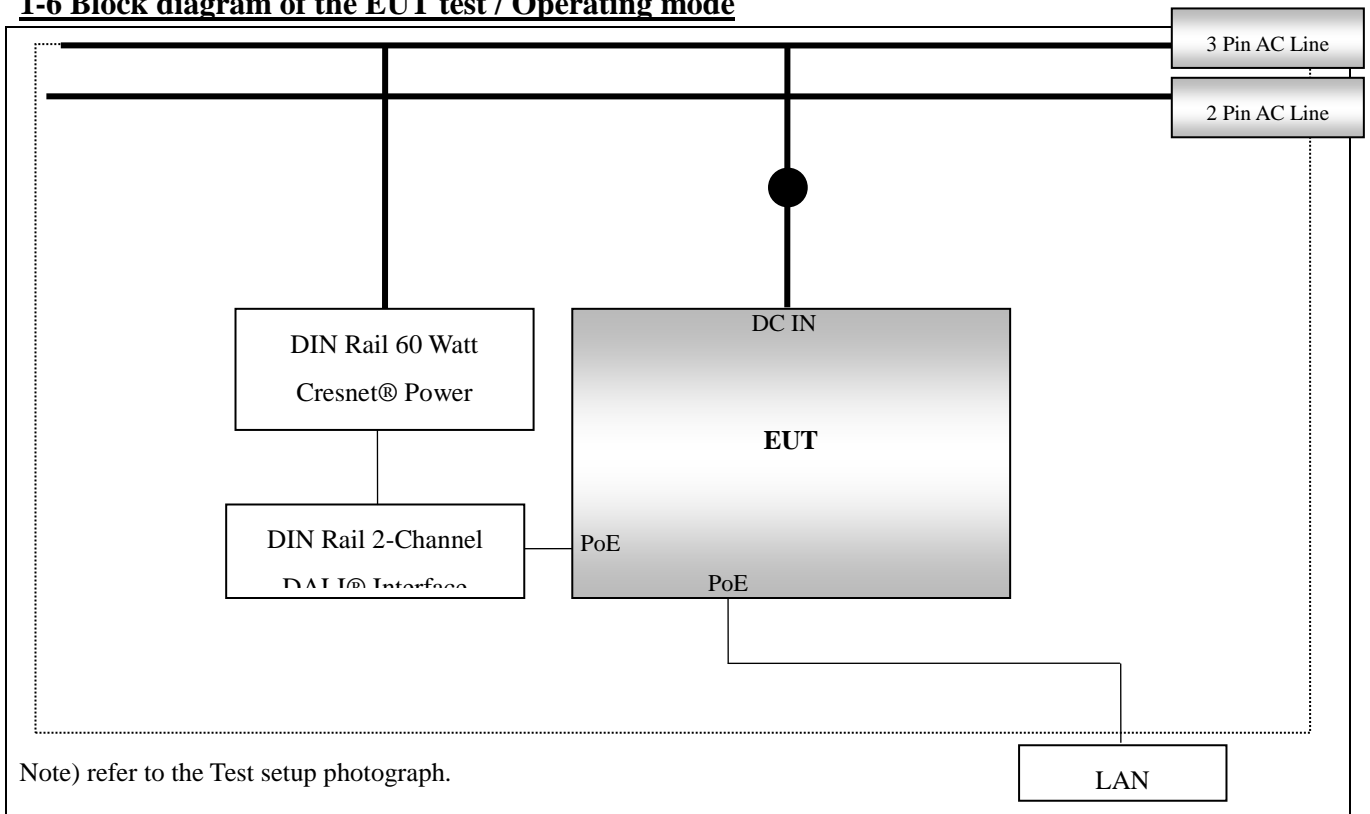 1-6 Block diagram of the EUT test / Operating mode
3 Pin AC Line
2 Pin AC Line
DIN Rail 60 Watt
Cresnet® Power
DC IN
EUT
DIN Rail 2-Channel
DALI® Interface
PoE
PoE
Note) refer to the Test setup photograph.
LAN